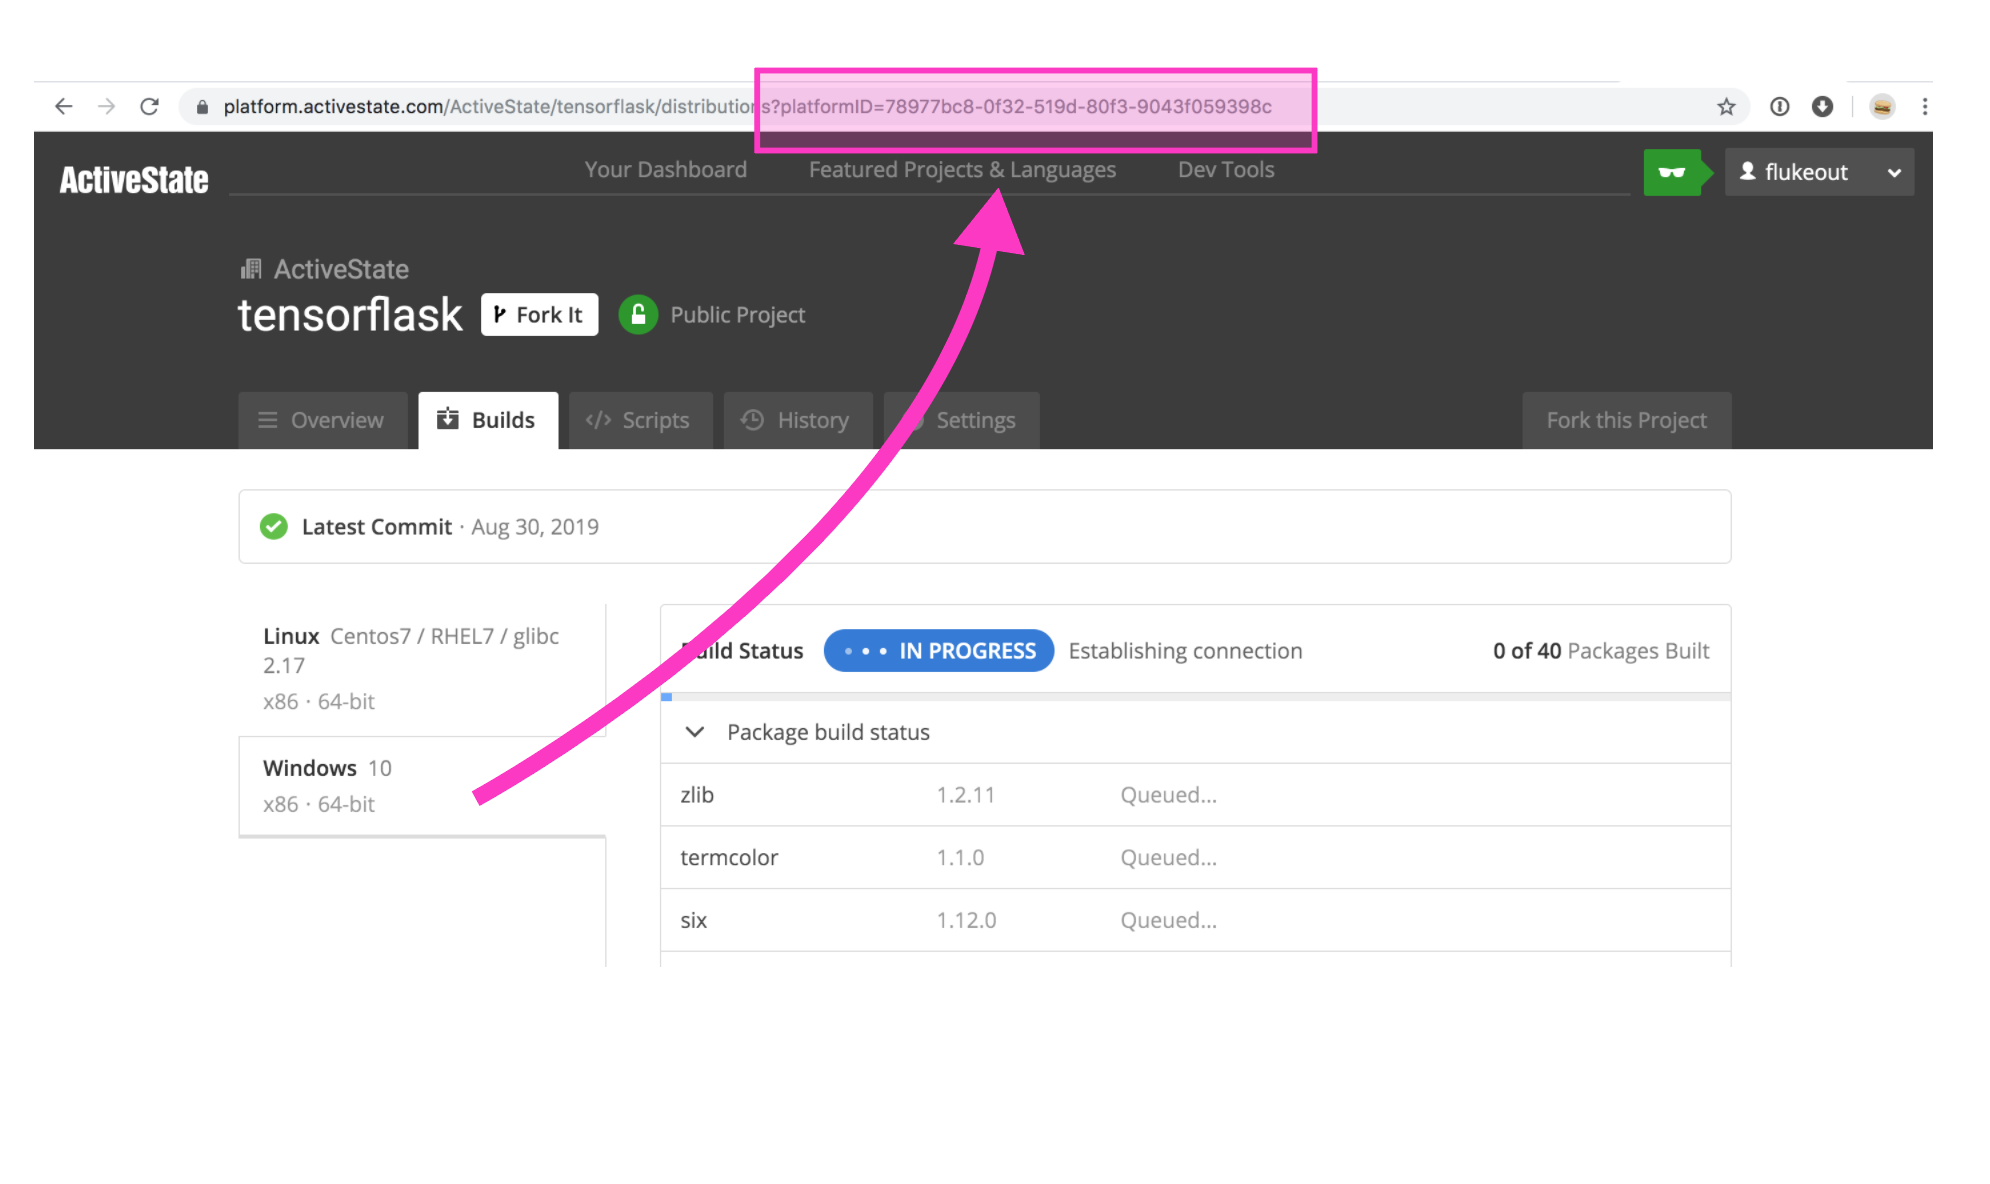 platform.activestate.com/ActiveState/tensorflask/distributions?platformID=78977bc8-0f32-519d-80f3-9043f059398c
ActiveState
Your Dashboard Featured Projects & Languages Dev Tools
flukeout
ActiveState
tensorflask Fork It Public Project
Overview Builds Scripts History Settings Fork this Project
Latest Commit · Aug 30, 2019
Linux Centos7 / RHEL7 / glibc
2.17
x86 · 64-bit
Windows 10
x86 · 64-bit
Build Status IN PROGRESS Establishing connection 0 of 40 Packages Built
Package build status
zlib 1.2.11 Queued...
termcolor 1.1.0 Queued...
six 1.12.0 Queued...